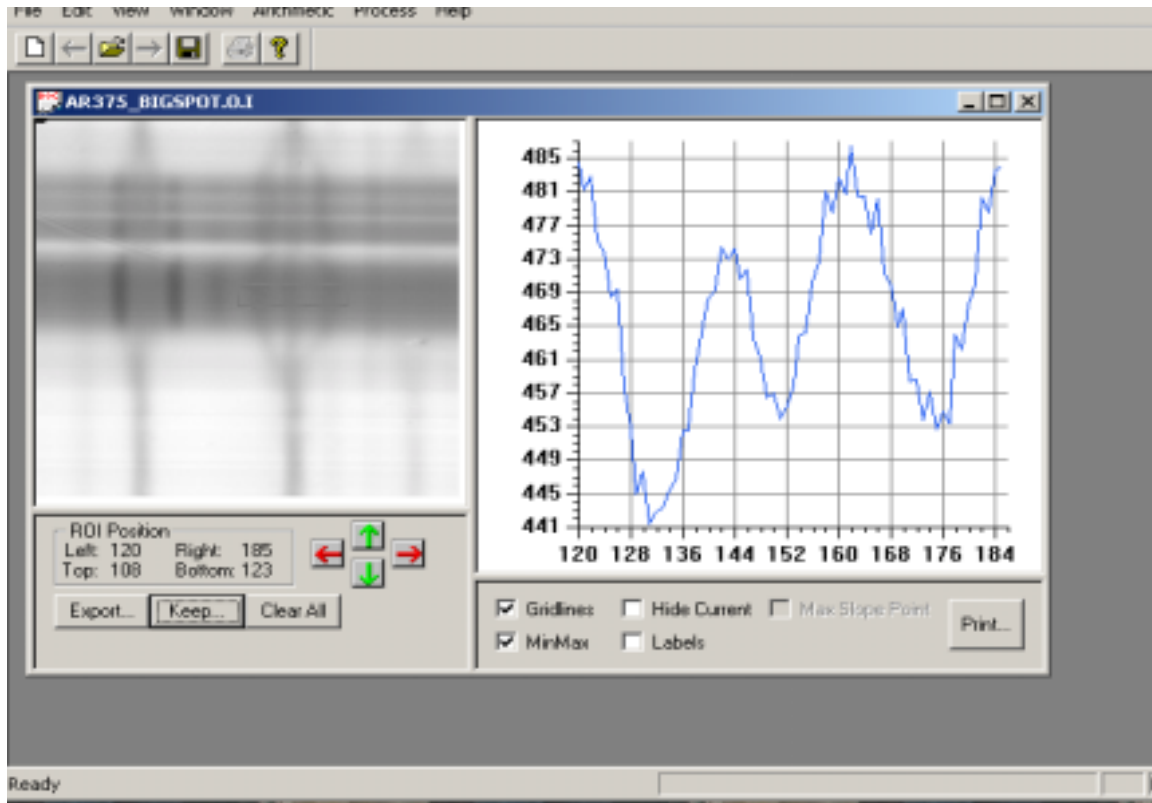 File Edit View Window Arithmetic Process Help
AR375_BIGSPOT.0.I
485
481
477
473
469
465
461
457
453
449
445
441
120 128 136 144 152 160 168 176 184
ROI Position
Left: 120 Right: 185
Top: 108 Bottom: 123
Export... Keep... Clear All
Gridlines Hide Current Max Slope Point
MinMax Labels
Print...
Ready